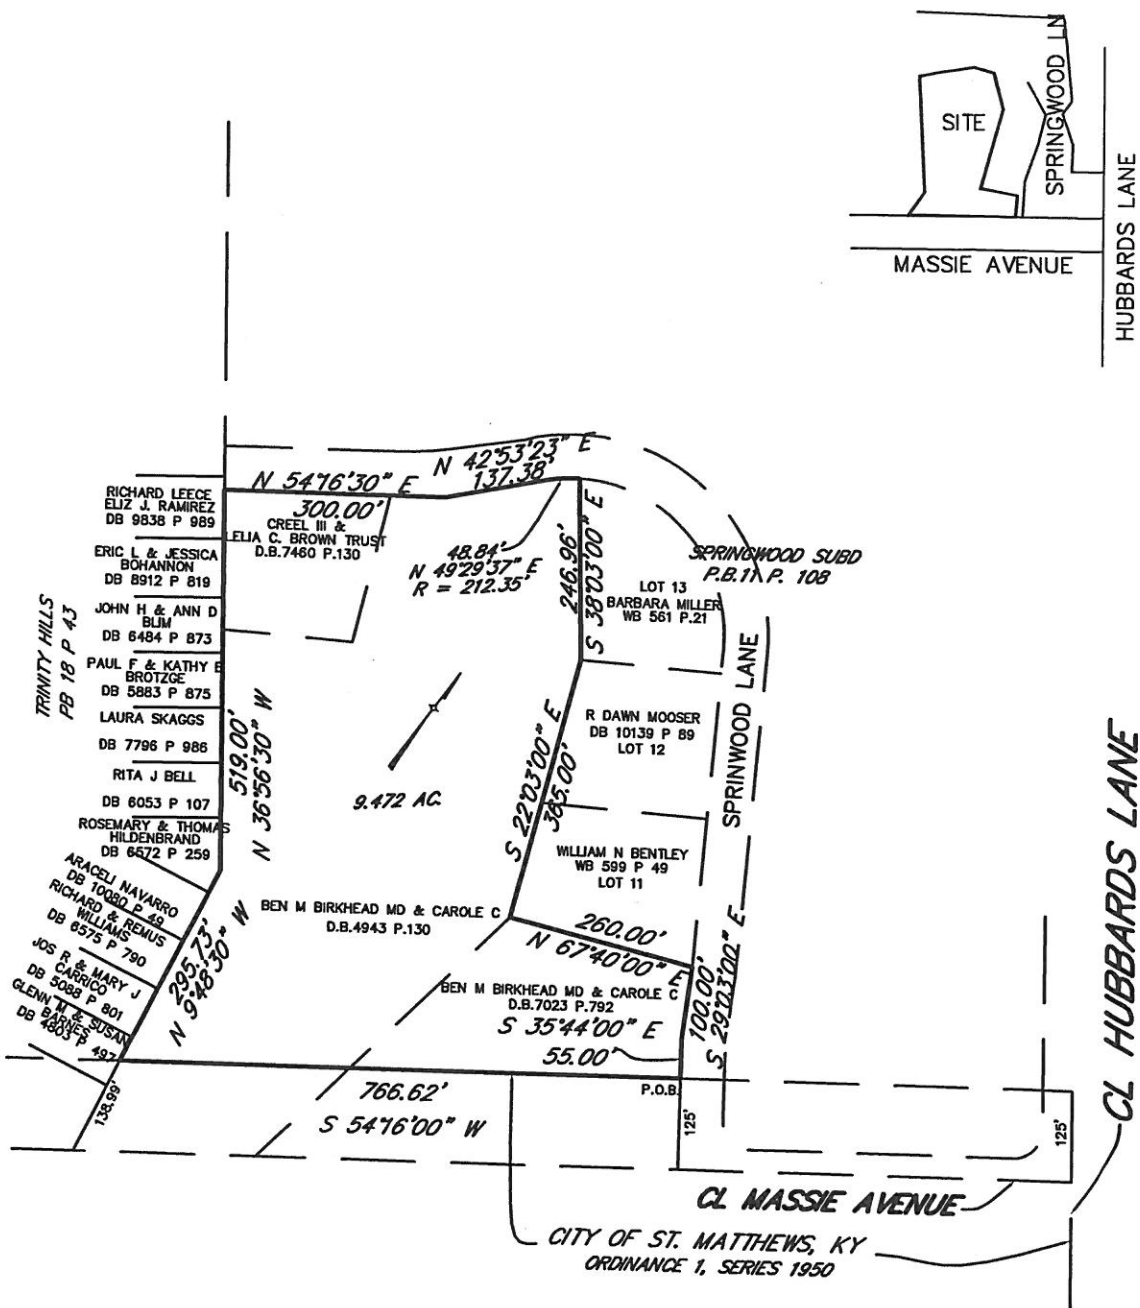 SPRINGWOOD LN
SITE
HUBBARDS LANE
MASSIE AVENUE
N 54°16'30" E
300.00'
N 42°53'23" E
137.38'
RICHARD LEECE
ELIZ J. RAMIREZ
DB 9838 P 989
CREEL III &
LELIA C. BROWN TRUST
D.B.7460 P.130
48.84'
N 49°29'37" E
R = 212.35'
246.96'
S 38°03'00" E
SPRINGWOOD SUBD
P.B.11 P. 108
ERIC L & JESSICA
BOHANNON
DB 8912 P 819
LOT 13
BARBARA MILLER
WB 561 P.21
JOHN H & ANN D
BLIM
DB 6484 P 873
TRINITY HILLS
PB 18 P 43
PAUL F & KATHY E
BROTZGE
DB 5883 P 875
LAURA SKAGGS
DB 7796 P 986
519.00'
N 36°56'30" W
R DAWN MOOSER
DB 10139 P 89
LOT 12
SPRINWOOD LANE
S 22°03'00" E
365.00'
RITA J BELL
DB 6053 P 107
9.472 AC.
ROSEMARY & THOMAS
HILDENBRAND
DB 6572 P 259
WILLIAM N BENTLEY
WB 599 P 49
LOT 11
ARACELI NAVARRO
DB 10080 P 49
RICHARD & REMUS
WILLIAMS
DB 6575 P 790
JOS R & MARY J
CARRICO
DB 5088 P 801
GLENN M & SUSAN
BARNES
DB 4803 P 497
295.73'
N 9°48'30" W
BEN M BIRKHEAD MD & CAROLE C
D.B.4943 P.130
260.00'
N 67°40'00" E
BEN M BIRKHEAD MD & CAROLE C
D.B.7023 P.792
S 35°44'00" E
55.00'
100.00'
S 29°03'00" E
CL HUBBARDS LANE
138.99'
766.62'
S 54°16'00" W
P.O.B.
125'
125'
CL MASSIE AVENUE
CITY OF ST. MATTHEWS, KY
ORDINANCE 1, SERIES 1950